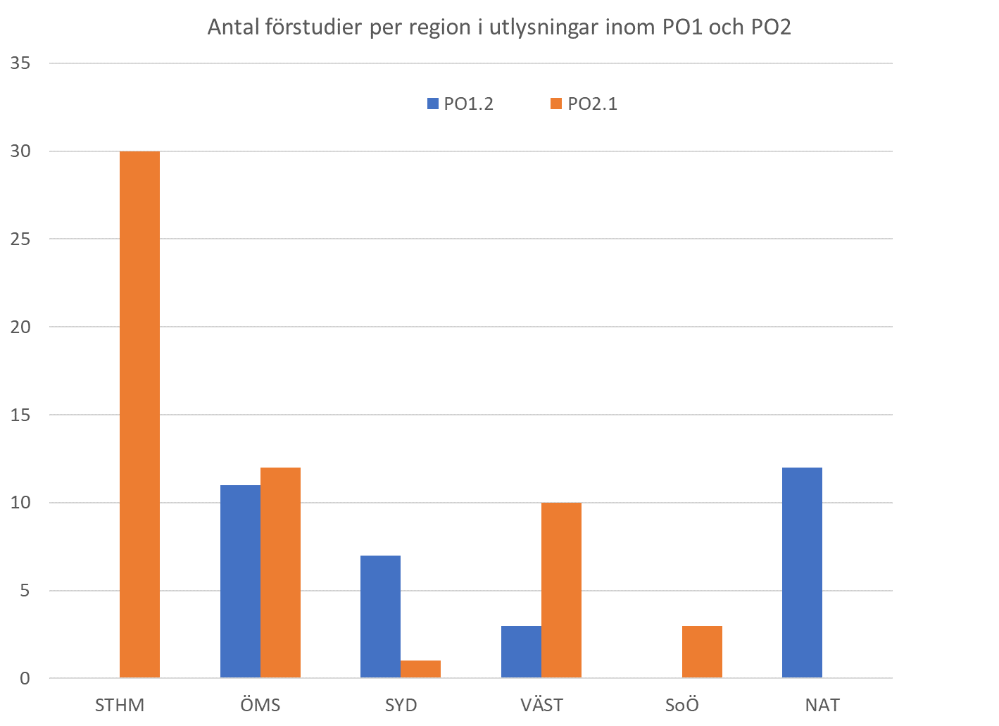 Antal förstudier per region i utlysningar inom PO1 och PO2
35
PO1.2 PO2.1
30
25
20
15
10
5
0
STHM ÖMS SYD VÄST SoÖ NAT